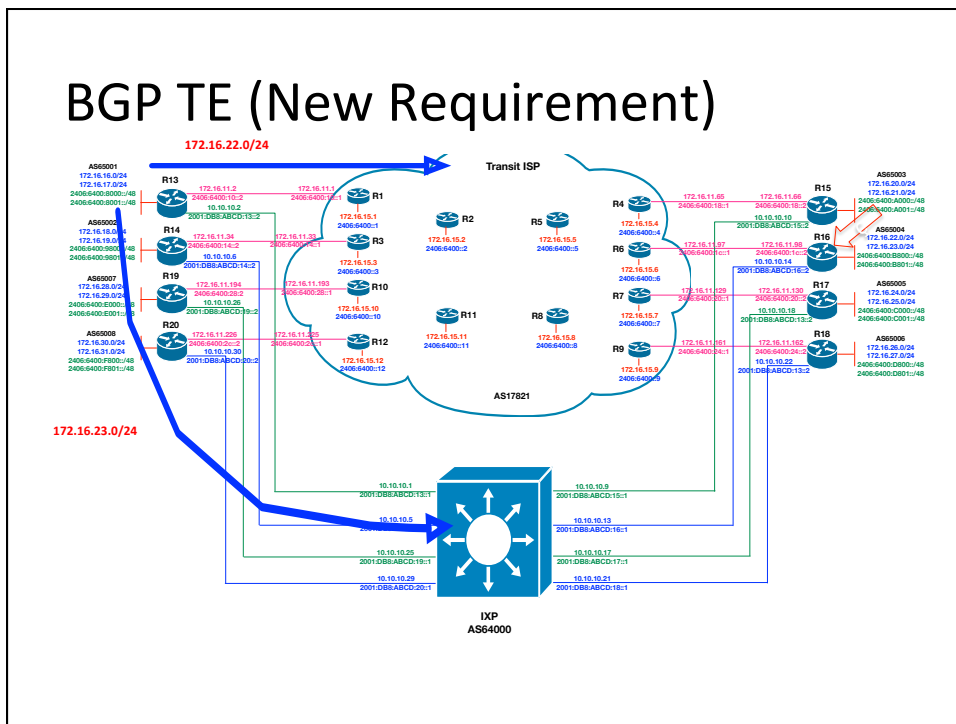 BGP TE (New Requirement)
172.16.22.0/24
172.16.23.0/24
Transit ISP
AS17821
AS65001
172.16.16.0/24
172.16.17.0/24
2406:6400:8000::/48
2406:6400:8001::/48
R13
172.16.11.2
172.16.11.1
10.10.10.2
2001:DB8:ABCD:13::2
R1
172.16.15.1
2406:6400::1
AS65002
172.16.18.0/24
172.16.19.0/24
R14
172.16.11.34
172.16.11.33
10.10.10.6
2001:DB8:ABCD:14::2
R3
172.16.15.3
2406:6400::3
AS65007
172.16.28.0/24
172.16.29.0/24
2406:6400:E000::/48
2406:6400:E001::/48
R19
172.16.11.194
172.16.11.193
2406:6400:28::1
10.10.10.26
2001:DB8:ABCD:19::2
R10
172.16.15.10
2406:6400::10
AS65008
172.16.30.0/24
172.16.31.0/24
2406:6400:F800::/48
2406:6400:F801::/48
R20
172.16.11.226
172.16.11.225
2406:6400:2c::2
10.10.10.30
2001:DB8:ABCD:20::2
R12
172.16.15.12
2406:6400::12
R2
172.16.15.2
2406:6400::2
R5
172.16.15.5
2406:6400::5
R11
172.16.15.11
2406:6400::11
R8
172.16.15.8
2406:6400::8
R4
172.16.15.4
2406:6400::4
172.16.11.65
172.16.11.66
2406:6400:18::1
2406:6400:18::2
10.10.10.10
2001:DB8:ABCD:15::2
R15
AS65003
172.16.20.0/24
172.16.21.0/24
2406:6400:A000::/48
R6
172.16.15.6
2406:6400::6
172.16.11.97
172.16.11.98
2406:6400:1c::1
10.10.10.14
2001:DB8:ABCD:16::2
R16
AS65004
172.16.22.0/24
172.16.23.0/24
2406:6400:B800::/48
2406:6400:B801::/48
R7
172.16.15.7
2406:6400::7
172.16.11.129
172.16.11.130
2406:6400:20::1
2406:6400:20::2
10.10.10.18
2001:DB8:ABCD:13::2
R17
AS65005
172.16.24.0/24
172.16.25.0/24
2406:6400:C000::/48
2406:6400:C001::/48
R9
172.16.15.9
2406:6400::9
172.16.11.161
172.16.11.162
2406:6400:24::1
2406:6400:24::2
10.10.10.22
2001:DB8:ABCD:13::2
R18
AS65006
172.16.26.0/24
172.16.27.0/24
2406:6400:D800::/48
2406:6400:D801::/48
10.10.10.1
2001:DB8:ABCD:13::1
10.10.10.9
2001:DB8:ABCD:15::1
10.10.10.5
10.10.10.13
2001:DB8:ABCD:16::1
10.10.10.25
2001:DB8:ABCD:19::1
10.10.10.17
2001:DB8:ABCD:17::1
10.10.10.29
2001:DB8:ABCD:20::1
10.10.10.21
2001:DB8:ABCD:18::1
IXP
AS64000